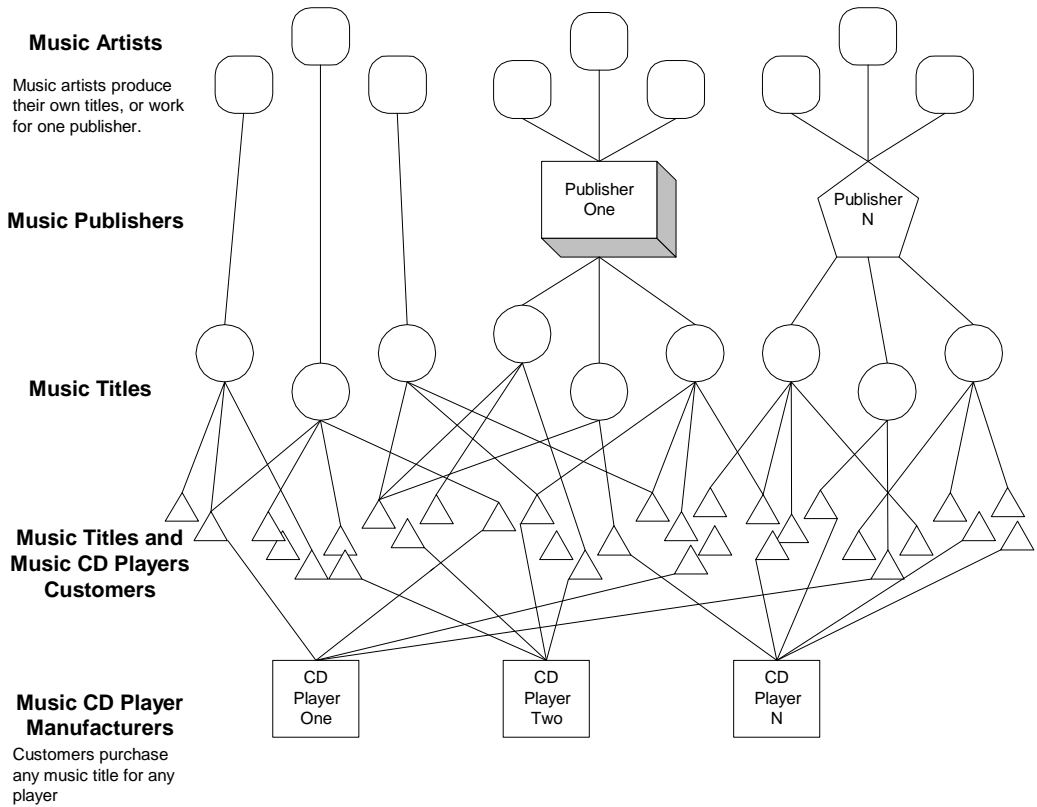 Music Artists
Music artists produce
their own titles, or work
for one publisher.
Publisher
One
Publisher
N
Music Publishers
Music Titles
Music Titles and
Music CD Players
Customers
CD
Player
One
CD
Player
Two
CD
Player
N
Music CD Player
Manufacturers
Customers purchase
any music title for any
player